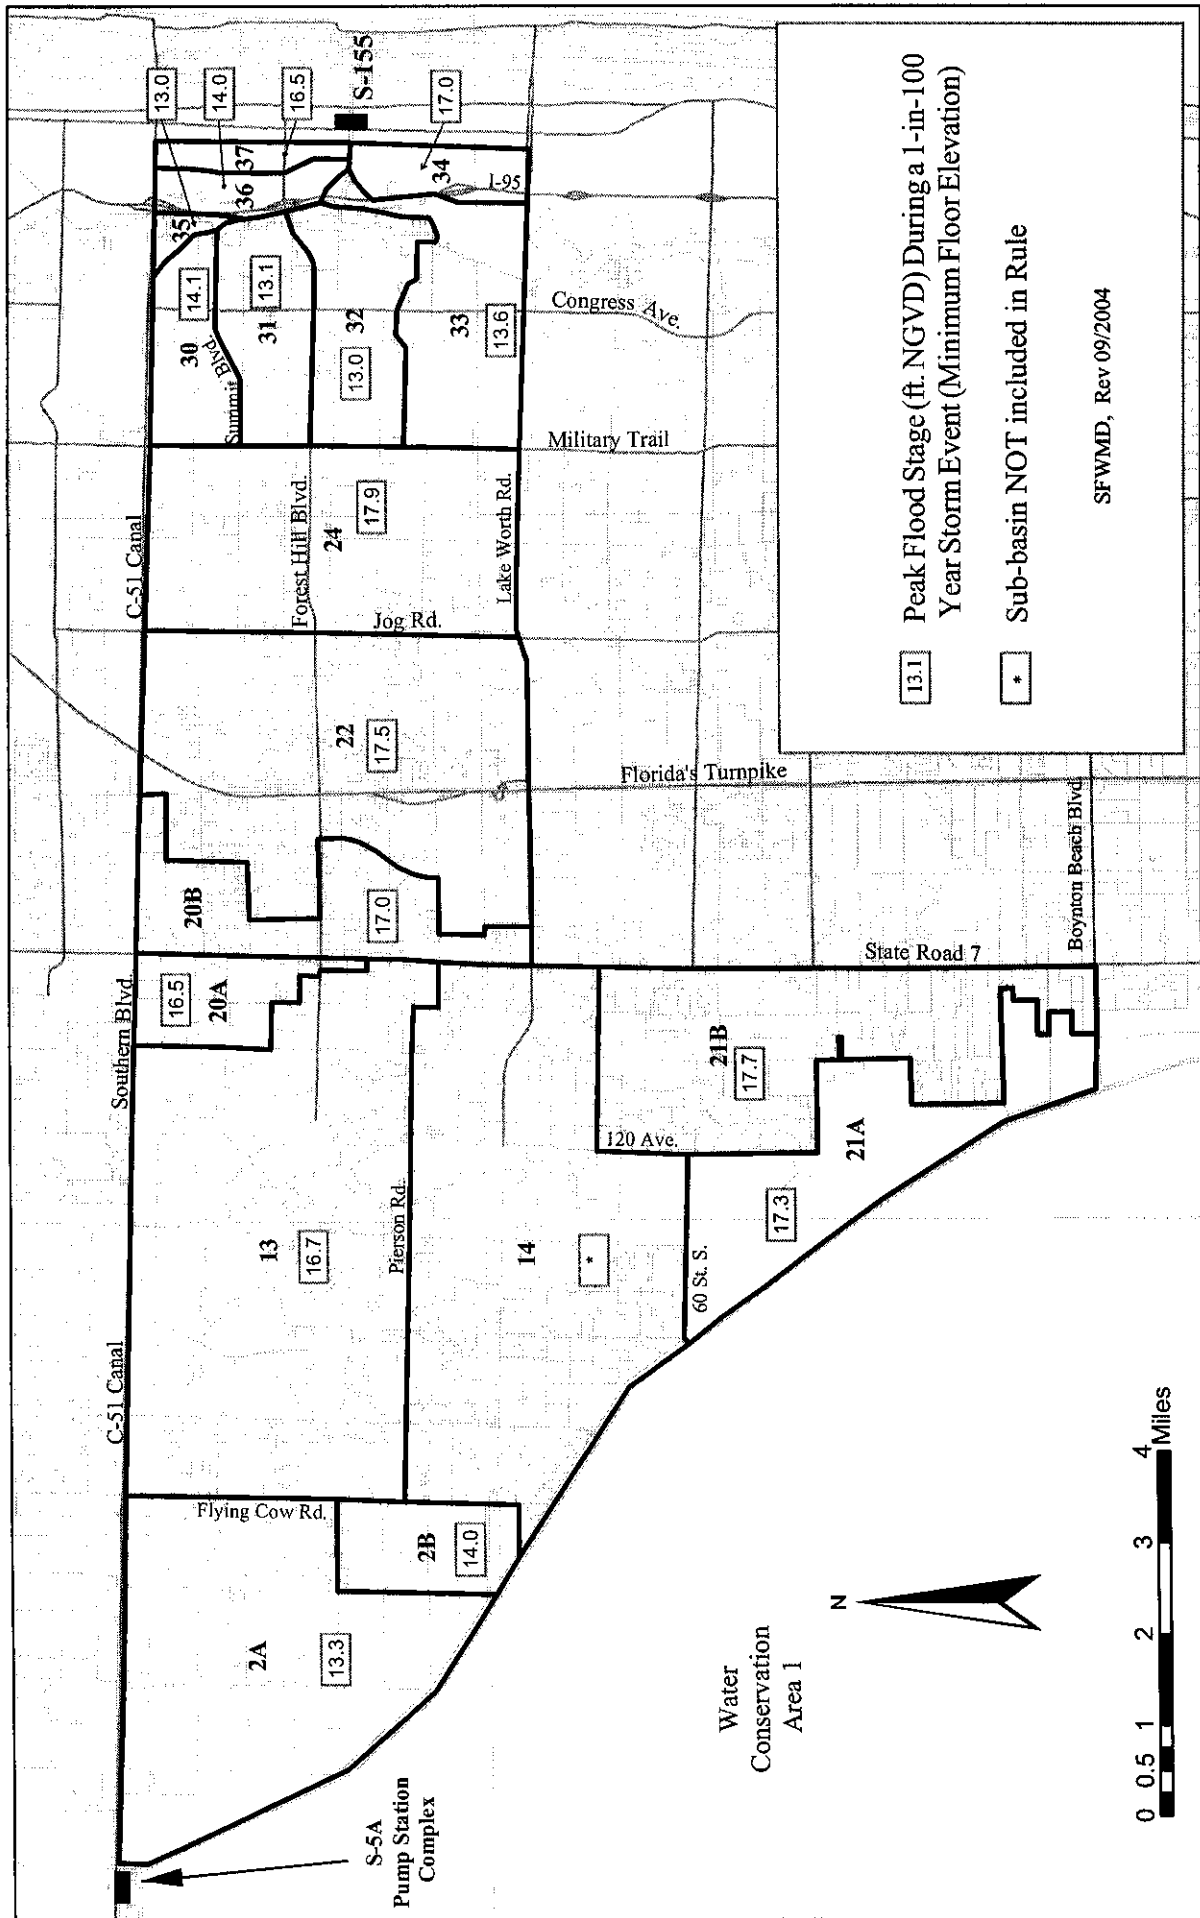 S-5A
Pump Station
Complex
C-51 Canal
Southern Blvd
C-51 Canal
2A
13.3
Flying Cow Rd.
2B
14.0
13
16.7
Pierson Rd.
14
*
20A
16.5
20B
17.0
60 St. S.
120 Ave.
21A
17.3
21B
17.7
State Road 7
Boynton Beach Blvd
Florida's Turnpike
22
17.5
Jog Rd.
Forest Hill Blvd.
24
17.9
Lake Worth Rd.
Military Trail
Congress Ave.
Summit Blvd.
30
14.1
31
13.1
32
13.0
33
13.6
35
36
37
34
I-95
13.0
14.0
16.5
17.0
S-155
Water
Conservation
Area 1
N
0 0.5 1 2 3 4
Miles
13.1
Peak Flood Stage (ft. NGVD) During a 1-in-100
Year Storm Event (Minimum Floor Elevation)
*
Sub-basin NOT included in Rule
SFWMD, Rev 09/2004